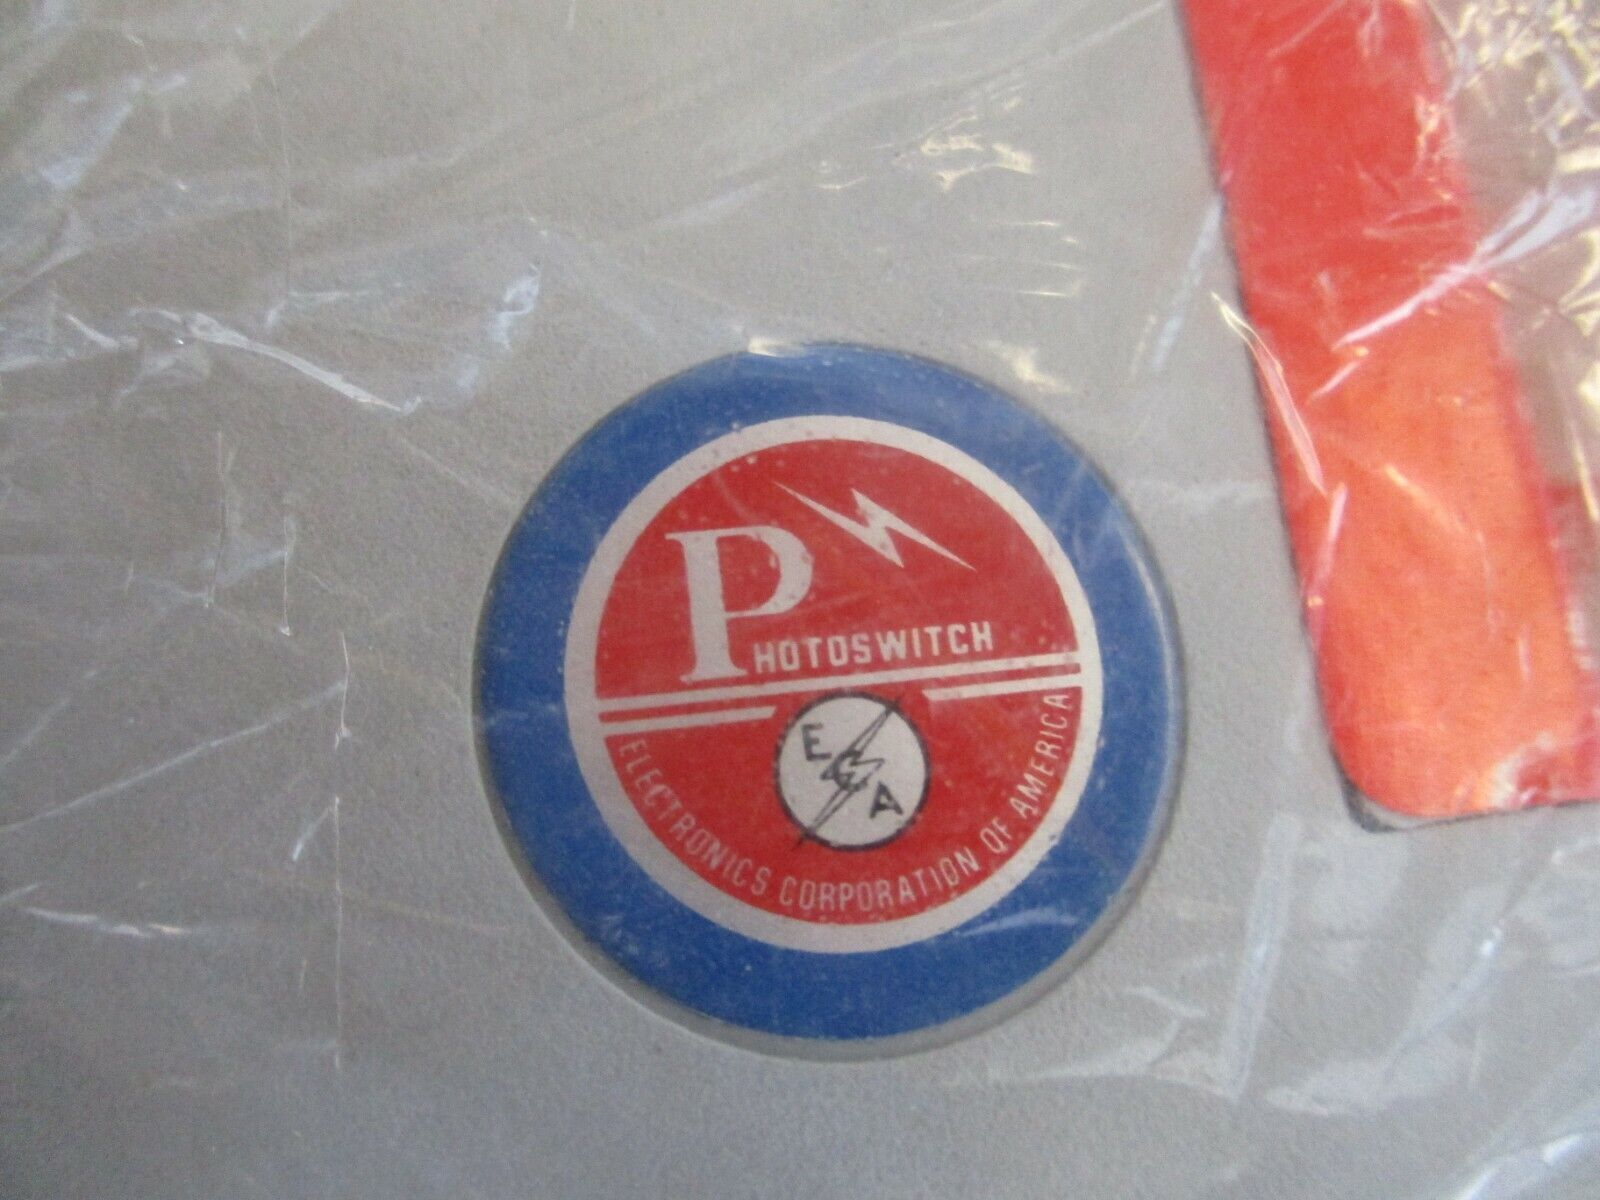 PHOTOSWITCH
ECA
ELECTRONICS CORPORATION OF AMERICA